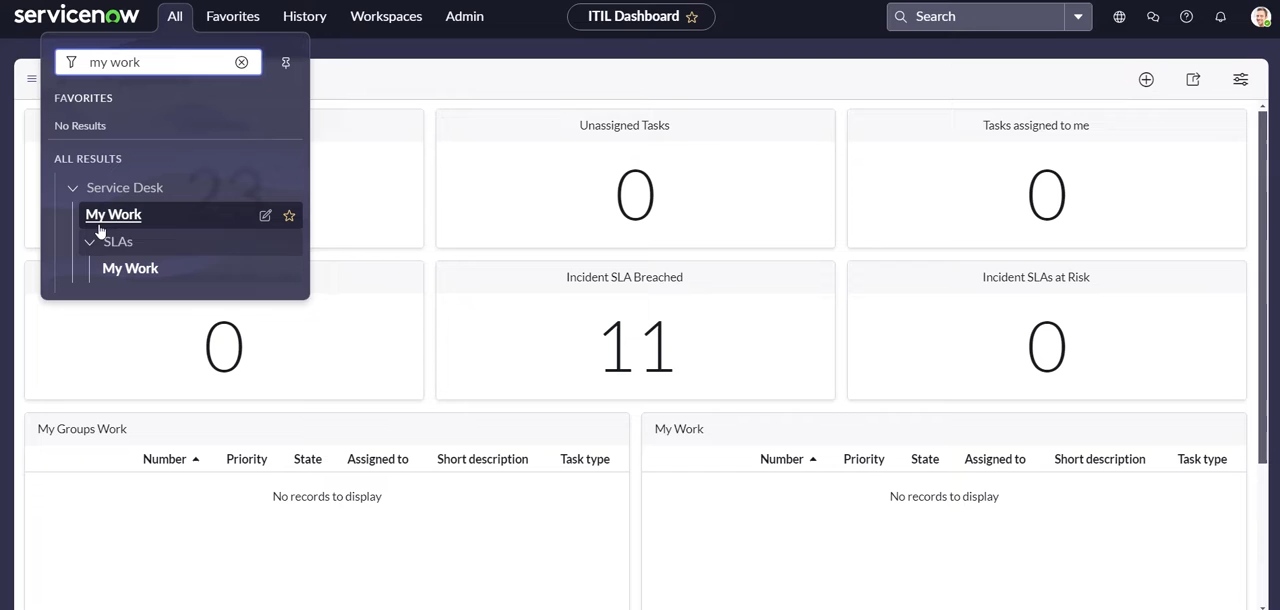 servicenow
All
Favorites
History
Workspaces
Admin
ITIL Dashboard
Search
my work
FAVORITES
No Results
ALL RESULTS
Service Desk
My Work
SLAs
My Work
23
Unassigned Tasks
0
Tasks assigned to me
0
0
Incident SLA Breached
11
Incident SLAs at Risk
0
My Groups Work
Number Priority State Assigned to Short description Task type
No records to display
My Work
Number Priority State Assigned to Short description Task type
No records to display